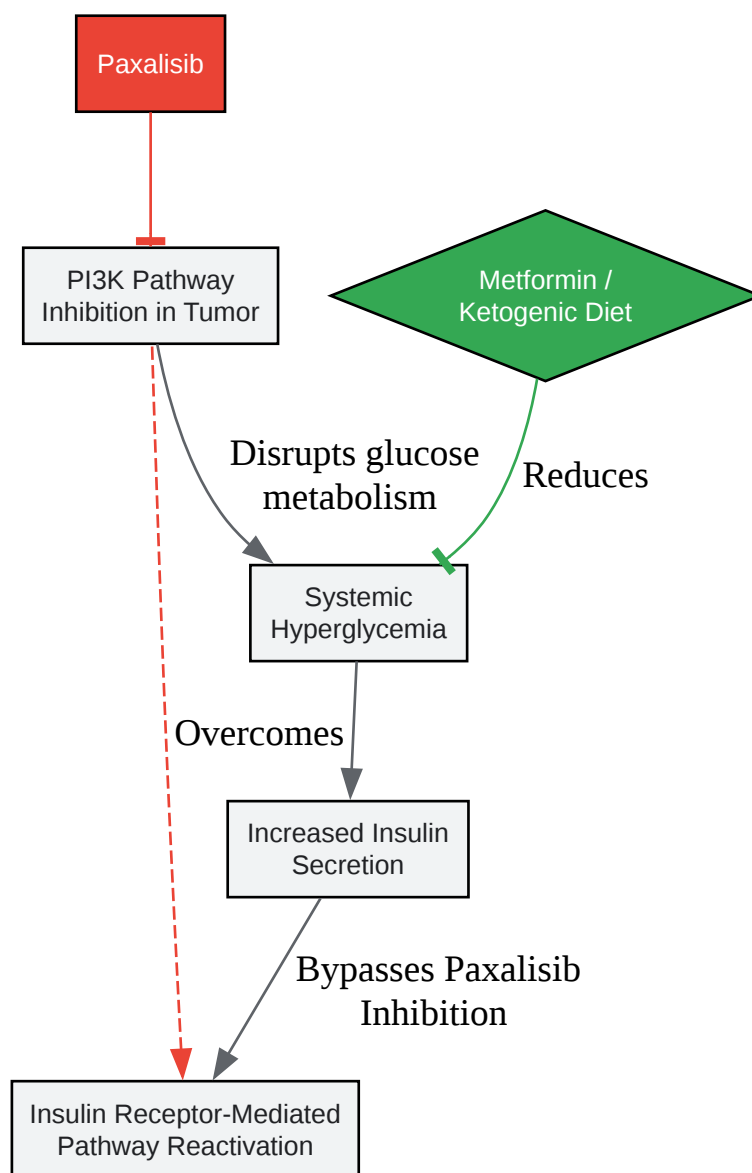 Paxalisib
PI3K Pathway
Inhibition in Tumor
Metformin /
Ketogenic Diet
Disrupts glucose
metabolism
Reduces
Systemic
Hyperglycemia
Overcomes
Increased Insulin
Secretion
Bypasses Paxalisib
Inhibition
Insulin Receptor-Mediated
Pathway Reactivation